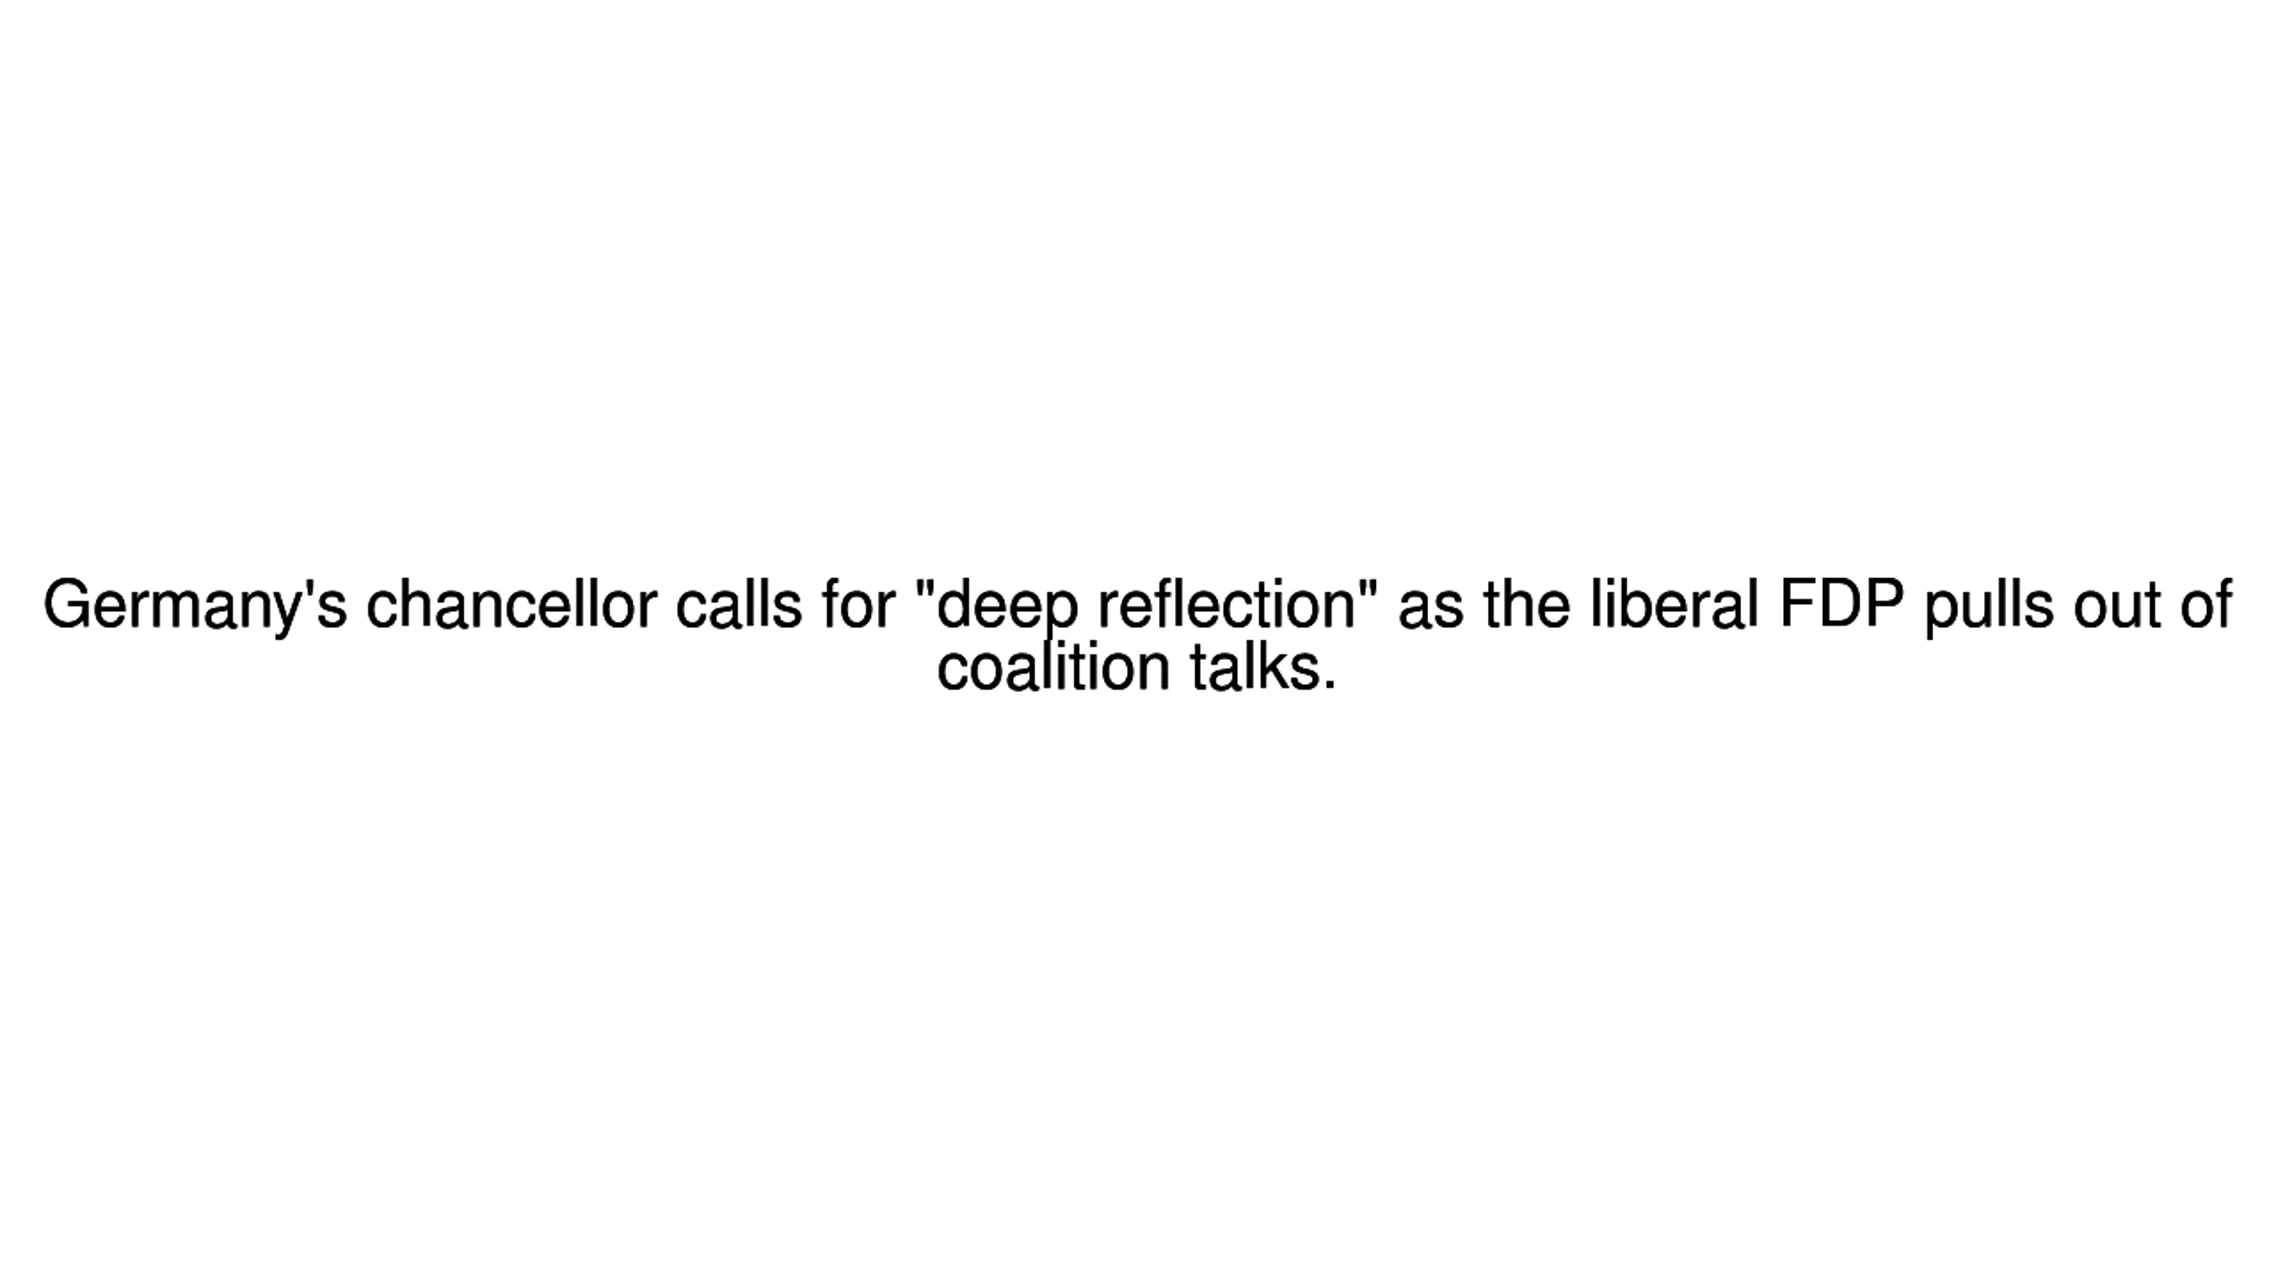 Germany's chancellor calls for "deep reflection" as the liberal FDP pulls out of
coalition talks.